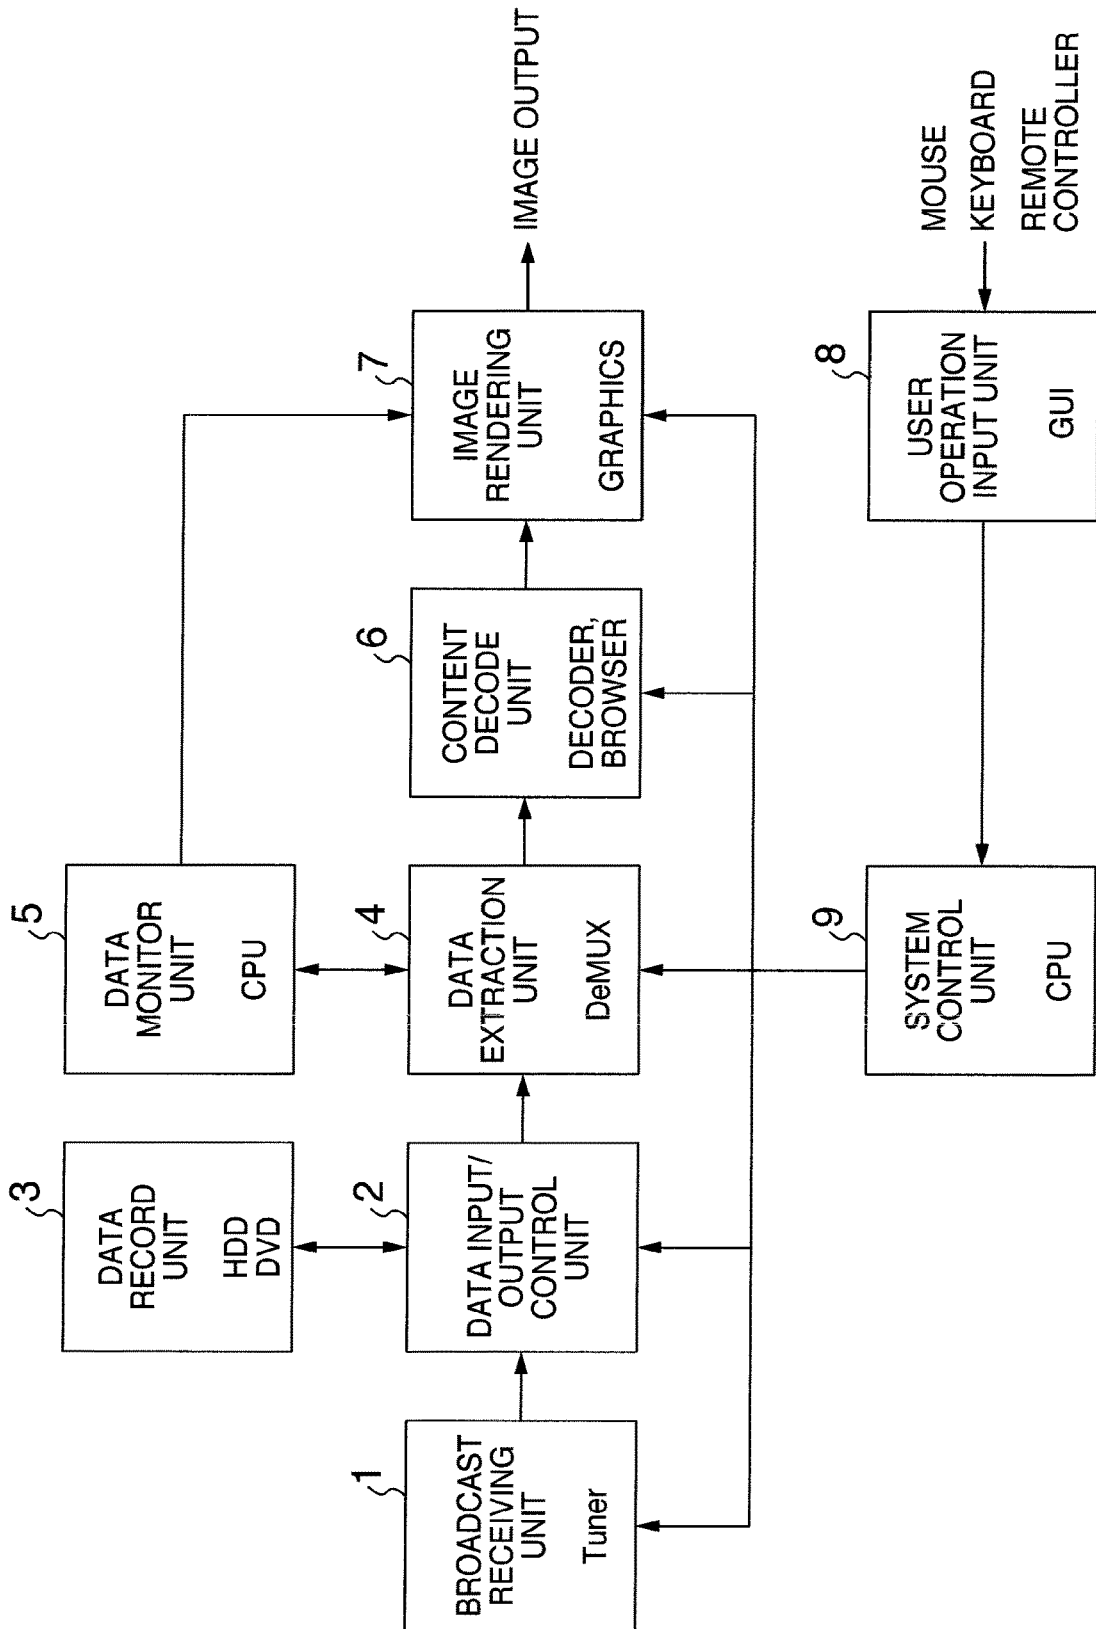 3
DATA
RECORD
UNIT
HDD
DVD
5
DATA
MONITOR
UNIT
CPU
1
BROADCAST
RECEIVING
UNIT
Tuner
2
DATA INPUT/
OUTPUT
CONTROL
UNIT
4
DATA
EXTRACTION
UNIT
DeMUX
6
CONTENT
DECODE
UNIT
DECODER,
BROWSER
7
IMAGE
RENDERING
UNIT
GRAPHICS
IMAGE OUTPUT
9
SYSTEM
CONTROL
UNIT
CPU
8
USER
OPERATION
INPUT UNIT
GUI
MOUSE
KEYBOARD
REMOTE
CONTROLLER